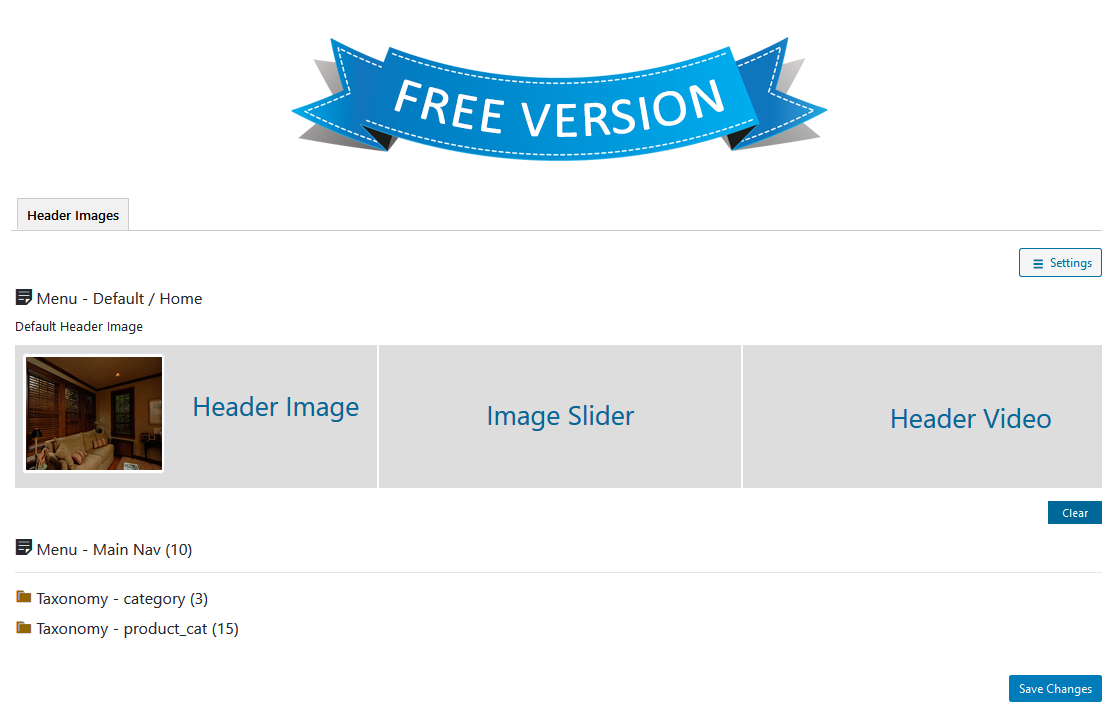 FREE VERSION
Header Images
Settings
Menu - Default / Home
Default Header Image
Header Image
Image Slider
Header Video
Clear
Menu - Main Nav (10)
Taxonomy - category (3)
Taxonomy - product_cat (15)
Save Changes